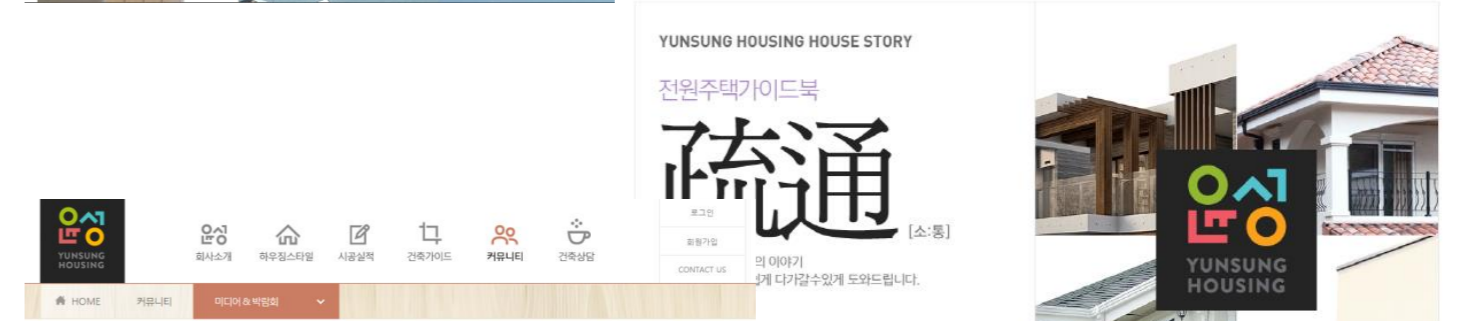 YUNSUNG HOUSING HOUSE STORY
전원주택가이드북
疏通
[소:통]
의 이야기
게 다가갈수있게 도와드립니다.
윤성
YUNSUNG
HOUSING
윤성
YUNSUNG
HOUSING
회사소개
하우징스타일
시공실적
건축가이드
커뮤니티
건축상담
로그인
회원가입
CONTACT US
HOME
커뮤니티
미디어 & 박람회